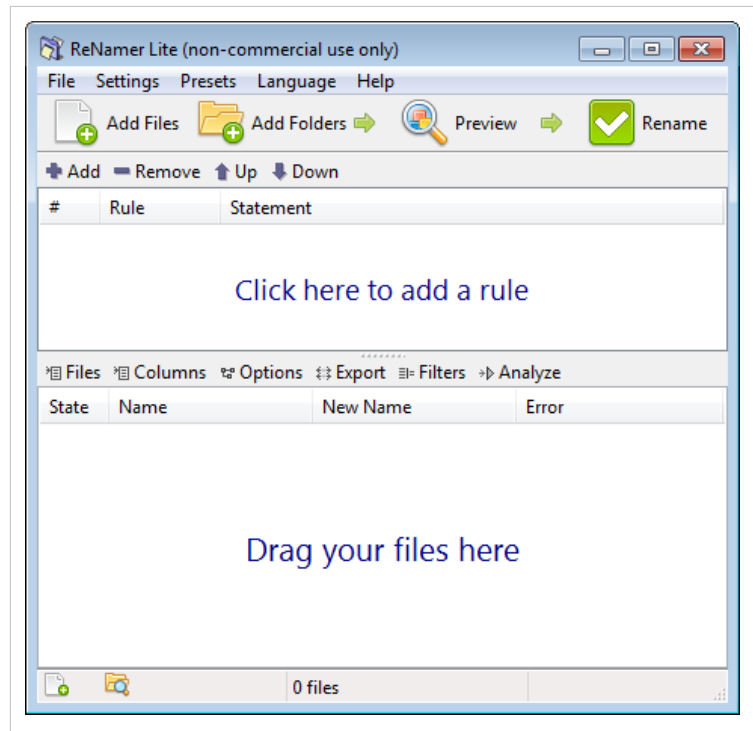 ReNamer Lite (non-commercial use only)
File Settings Presets Language Help
Add Files Add Folders Preview Rename
Add Remove Up Down
# Rule Statement
Click here to add a rule
Files Columns Options Export Filters Analyze
State Name New Name Error
Drag your files here
0 files